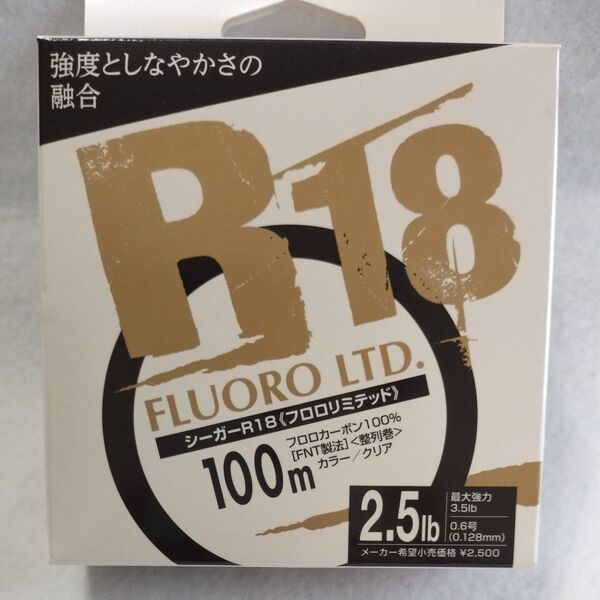 強度としなやかさの
融合
R18
FLUORO LTD.
シーガーR18《フロロリミテッド》
100m
フロロカーボン100%
[FNT製法]<整列巻>
カラー/クリア
2.5lb
最大強力
3.5lb
0.6号
(0.128mm)
メーカー希望小売価格 ¥2,500